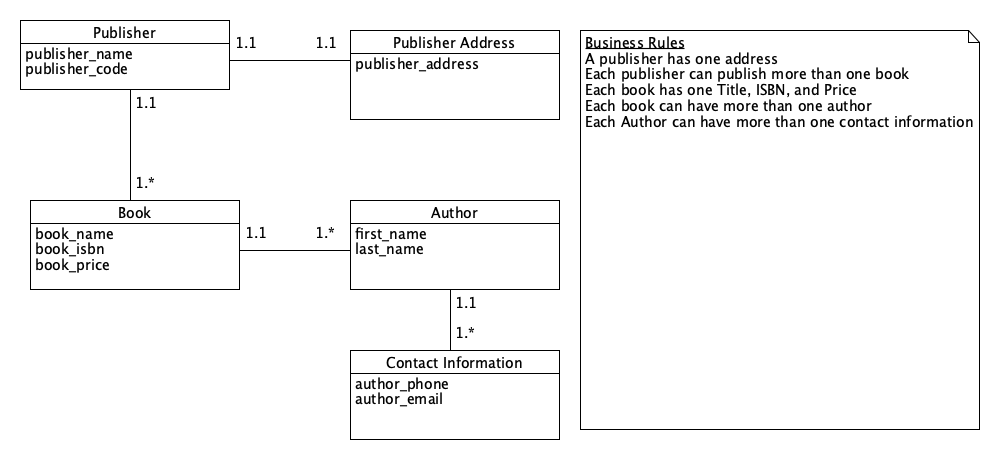 Publisher
publisher_name
publisher_code
1.1
1.1
Publisher Address
publisher_address
Business Rules
A publisher has one address
Each publisher can publish more than one book
Each book has one Title, ISBN, and Price
Each book can have more than one author
Each Author can have more than one contact information
1.1
1.*
Book
book_name
book_isbn
book_price
1.1
1.*
Author
first_name
last_name
1.1
1.*
Contact Information
author_phone
author_email